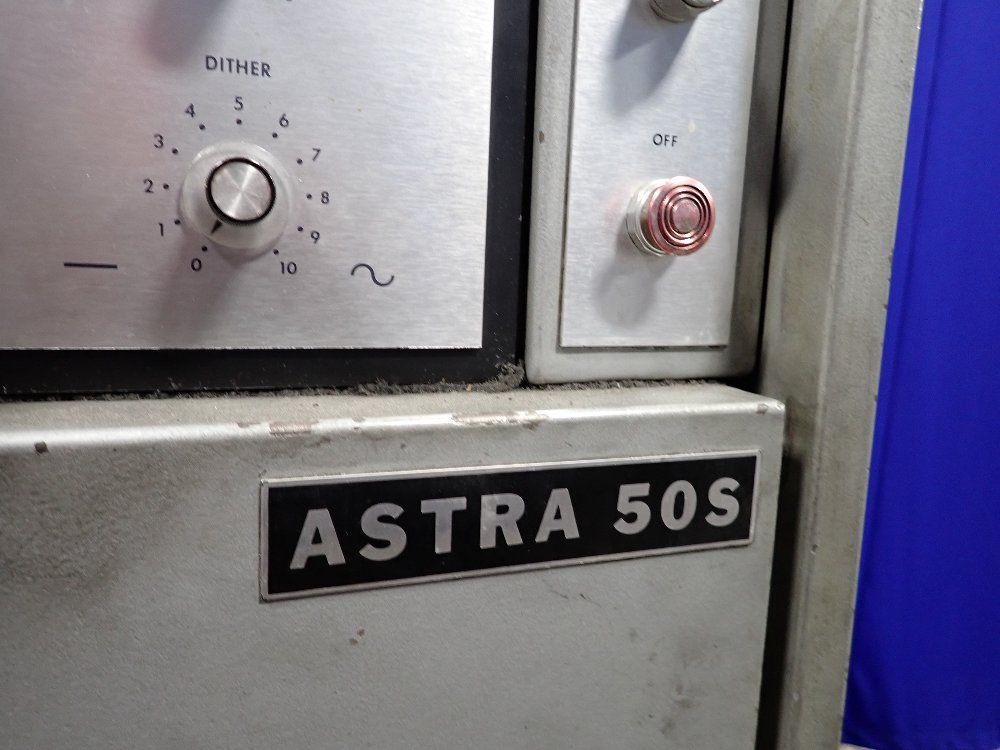 DITHER
0 1 2 3 4 5 6 7 8 9 10
OFF
ASTRA 50S